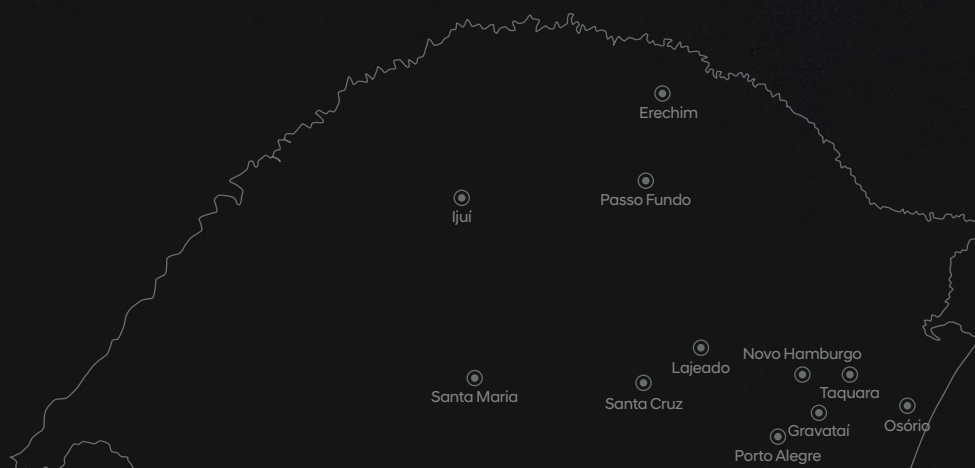 Erechim
Passo Fundo
Ijuí
Novo Hamburgo
Lajeado
Taquara
Santa Maria
Santa Cruz
Osório
Gravataí
Porto Alegre